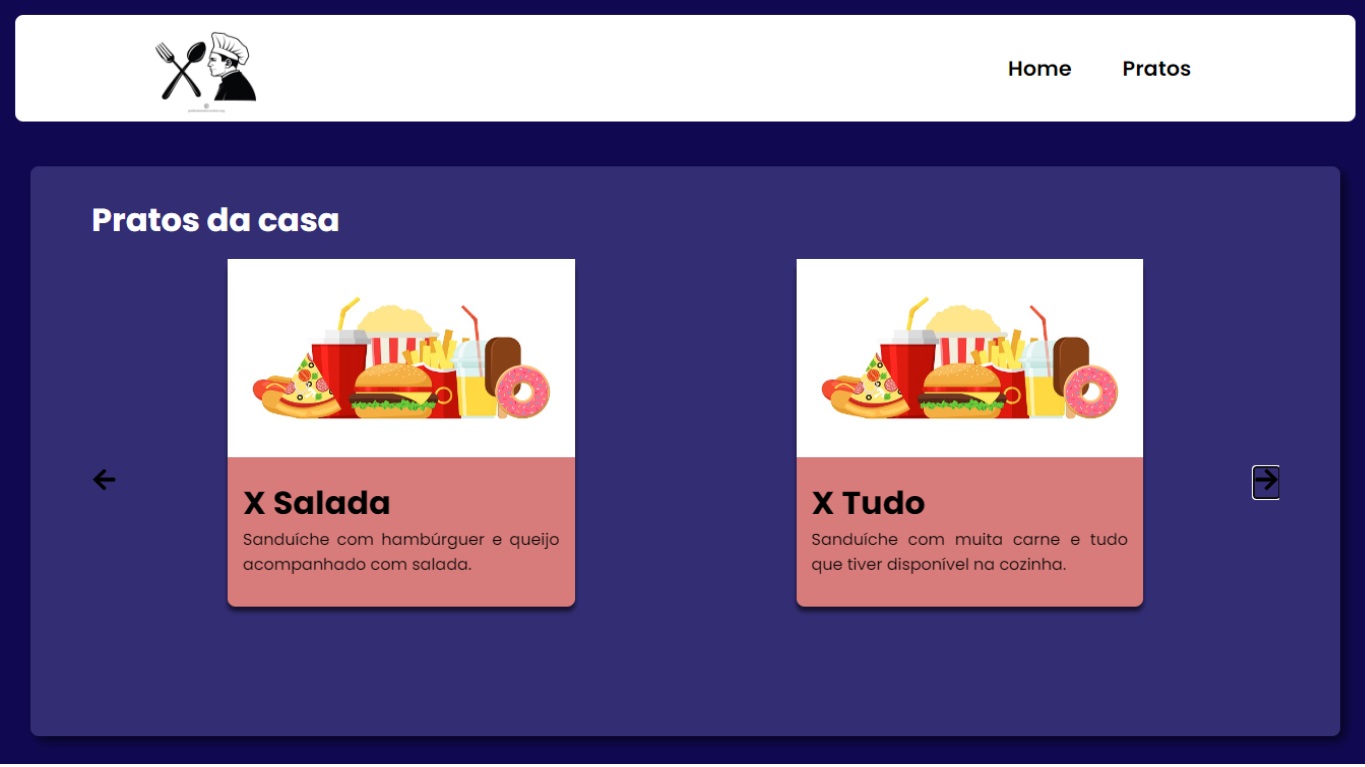 Home
Pratos
Pratos da casa
X Salada
Sanduíche com hambúrguer e queijo
acompanhado com salada.
X Tudo
Sanduíche com muita carne e tudo
que tiver disponível na cozinha.